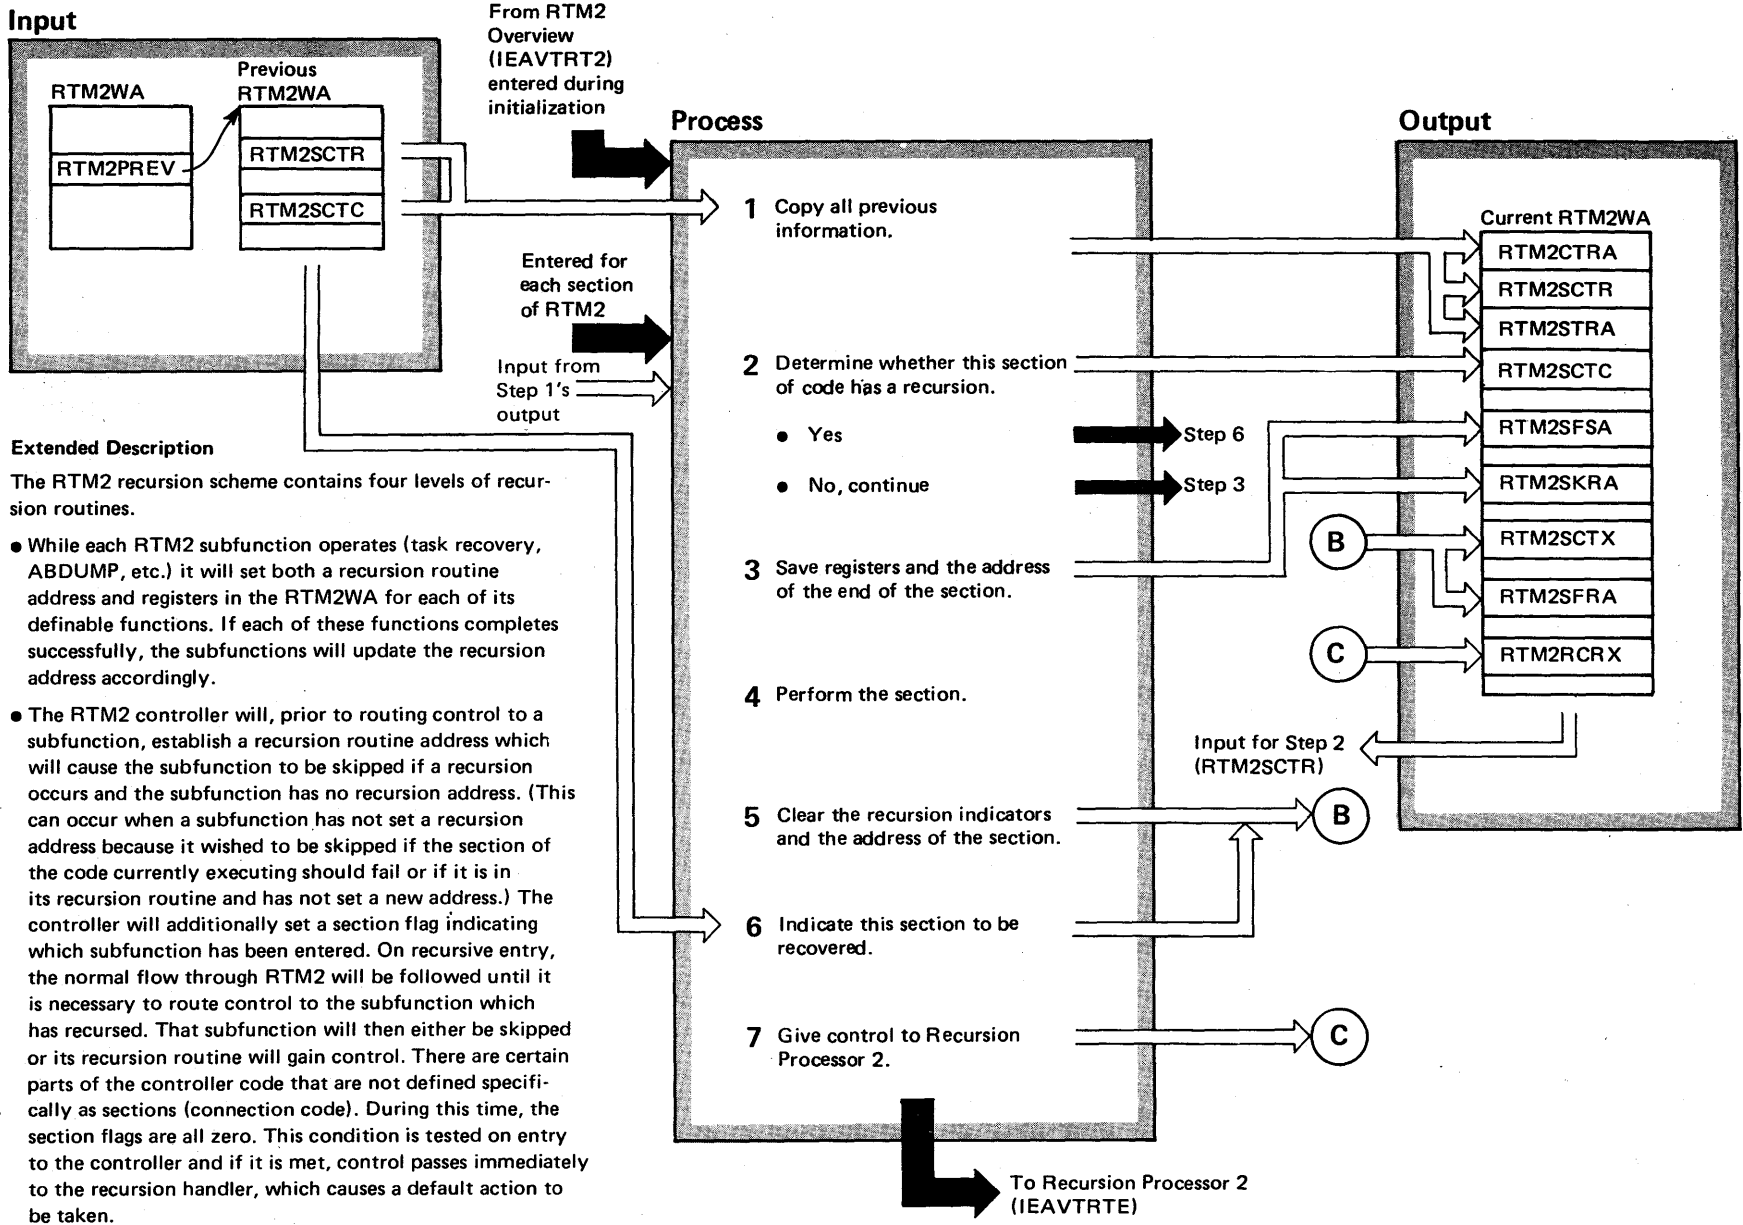 Input
RTM2WA
RTM2PREV
Previous
RTM2WA
RTM2SCTR
RTM2SCTC
From RTM2
Overview
(IEAVTRT2)
entered during
initialization
Entered for
each section
of RTM2
Input from
Step 1's
output
Extended Description
The RTM2 recursion scheme contains four levels of recur-
sion routines.
● While each RTM2 subfunction operates (task recovery,
ABDUMP, etc.) it will set both a recursion routine
address and registers in the RTM2WA for each of its
definable functions. If each of these functions completes
successfully, the subfunctions will update the recursion
address accordingly.
● The RTM2 controller will, prior to routing control to a
subfunction, establish a recursion routine address which
will cause the subfunction to be skipped if a recursion
occurs and the subfunction has no recursion address. (This
can occur when a subfunction has not set a recursion
address because it wished to be skipped if the section of
the code currently executing should fail or if it is in
its recursion routine and has not set a new address.) The
controller will additionally set a section flag indicating
which subfunction has been entered. On recursive entry,
the normal flow through RTM2 will be followed until it
is necessary to route control to the subfunction which
has recursed. That subfunction will then either be skipped
or its recursion routine will gain control. There are certain
parts of the controller code that are not defined specifi-
cally as sections (connection code). During this time, the
section flags are all zero. This condition is tested on entry
to the controller and if it is met, control passes immediately
to the recursion handler, which causes a default action to
be taken.
Process
1 Copy all previous
information.
2 Determine whether this section
of code has a recursion.
● Yes
Step 6
● No, continue
Step 3
3 Save registers and the address
of the end of the section.
4 Perform the section.
5 Clear the recursion indicators
and the address of the section.
6 Indicate this section to be
recovered.
7 Give control to Recursion
Processor 2.
To Recursion Processor 2
(IEAVTRTE)
Output
Current RTM2WA
RTM2CTRA
RTM2SCTR
RTM2STRA
RTM2SCTC
RTM2SFSA
RTM2SKRA
B
RTM2SCTX
RTM2SFRA
C
RTM2RCRX
Input for Step 2
(RTM2SCTR)
B
C